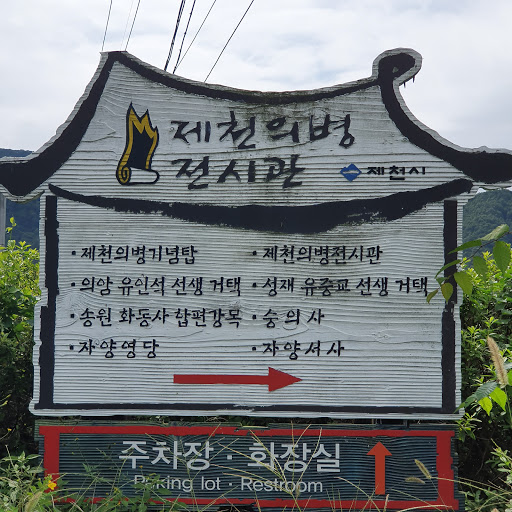 제천의병
전시관
제천시
· 제천의병기념탑 · 제천의병전시관
· 의암 유인석 선생 거택 · 성재 유중교 선생 거택
· 송원 화동사 합편강목 · 숭의사
· 자양영당 · 자양서사
주차장 · 화장실
Parking lot · Restroom